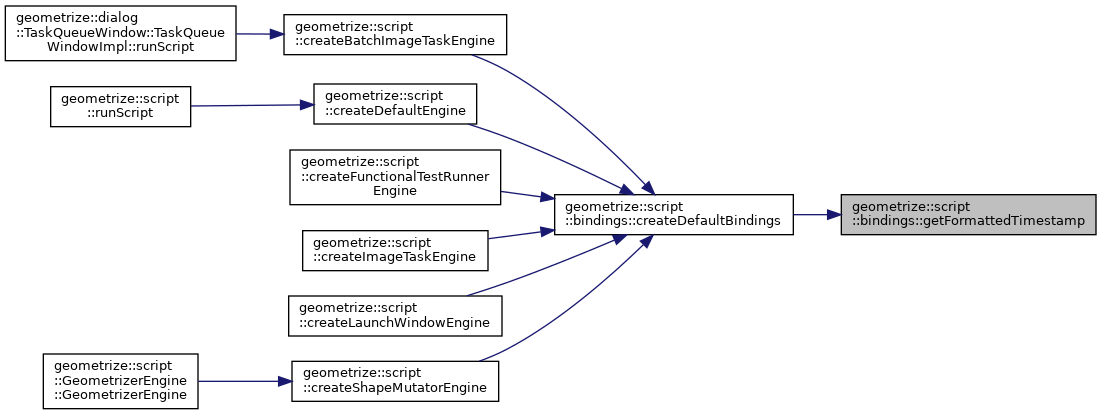 geometrize::dialog
::TaskQueueWindow::TaskQueue
WindowImpl::runScript
geometrize::script
::createBatchImageTaskEngine
geometrize::script
::runScript
geometrize::script
::createDefaultEngine
geometrize::script
::createFunctionalTestRunner
Engine
geometrize::script
::createImageTaskEngine
geometrize::script
::createLaunchWindowEngine
geometrize::script
::GeometrizerEngine
::GeometrizerEngine
geometrize::script
::createShapeMutatorEngine
geometrize::script
::bindings::createDefaultBindings
geometrize::script
::bindings::getFormattedTimestamp